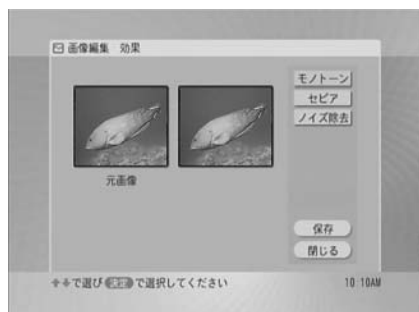 画像編集 効果
モノトーン
セピア
ノイズ除去
元画像
保存
閉じる
で選び 決定 で選択してください
10:10AM